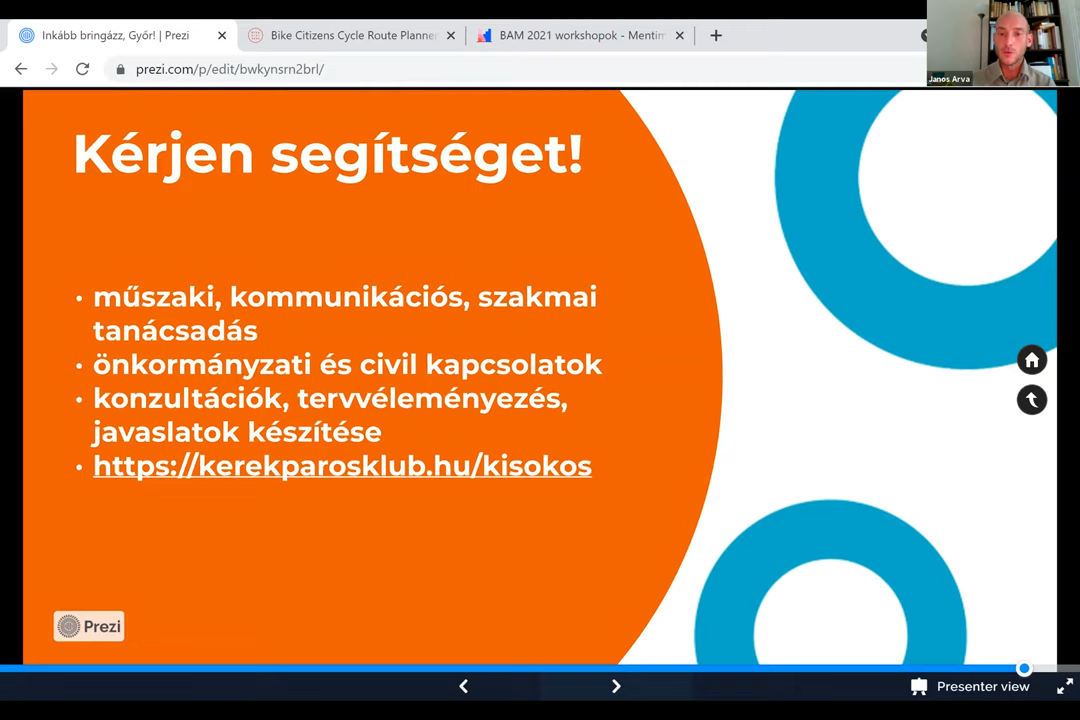 Inkább bringázz, Győr! | Prezi
Bike Citizens Cycle Route Planner
BAM 2021 workshopok - Mentim
prezi.com/p/edit/bwkynsrn2brl/
Janos Arva
Kérjen segítséget!
• műszaki, kommunikációs, szakmai
tanácsadás
• önkormányzati és civil kapcsolatok
• konzultációk, tervvéleményezés,
javaslatok készítése
• https://kerekparosklub.hu/kisokos
Prezi
Presenter view